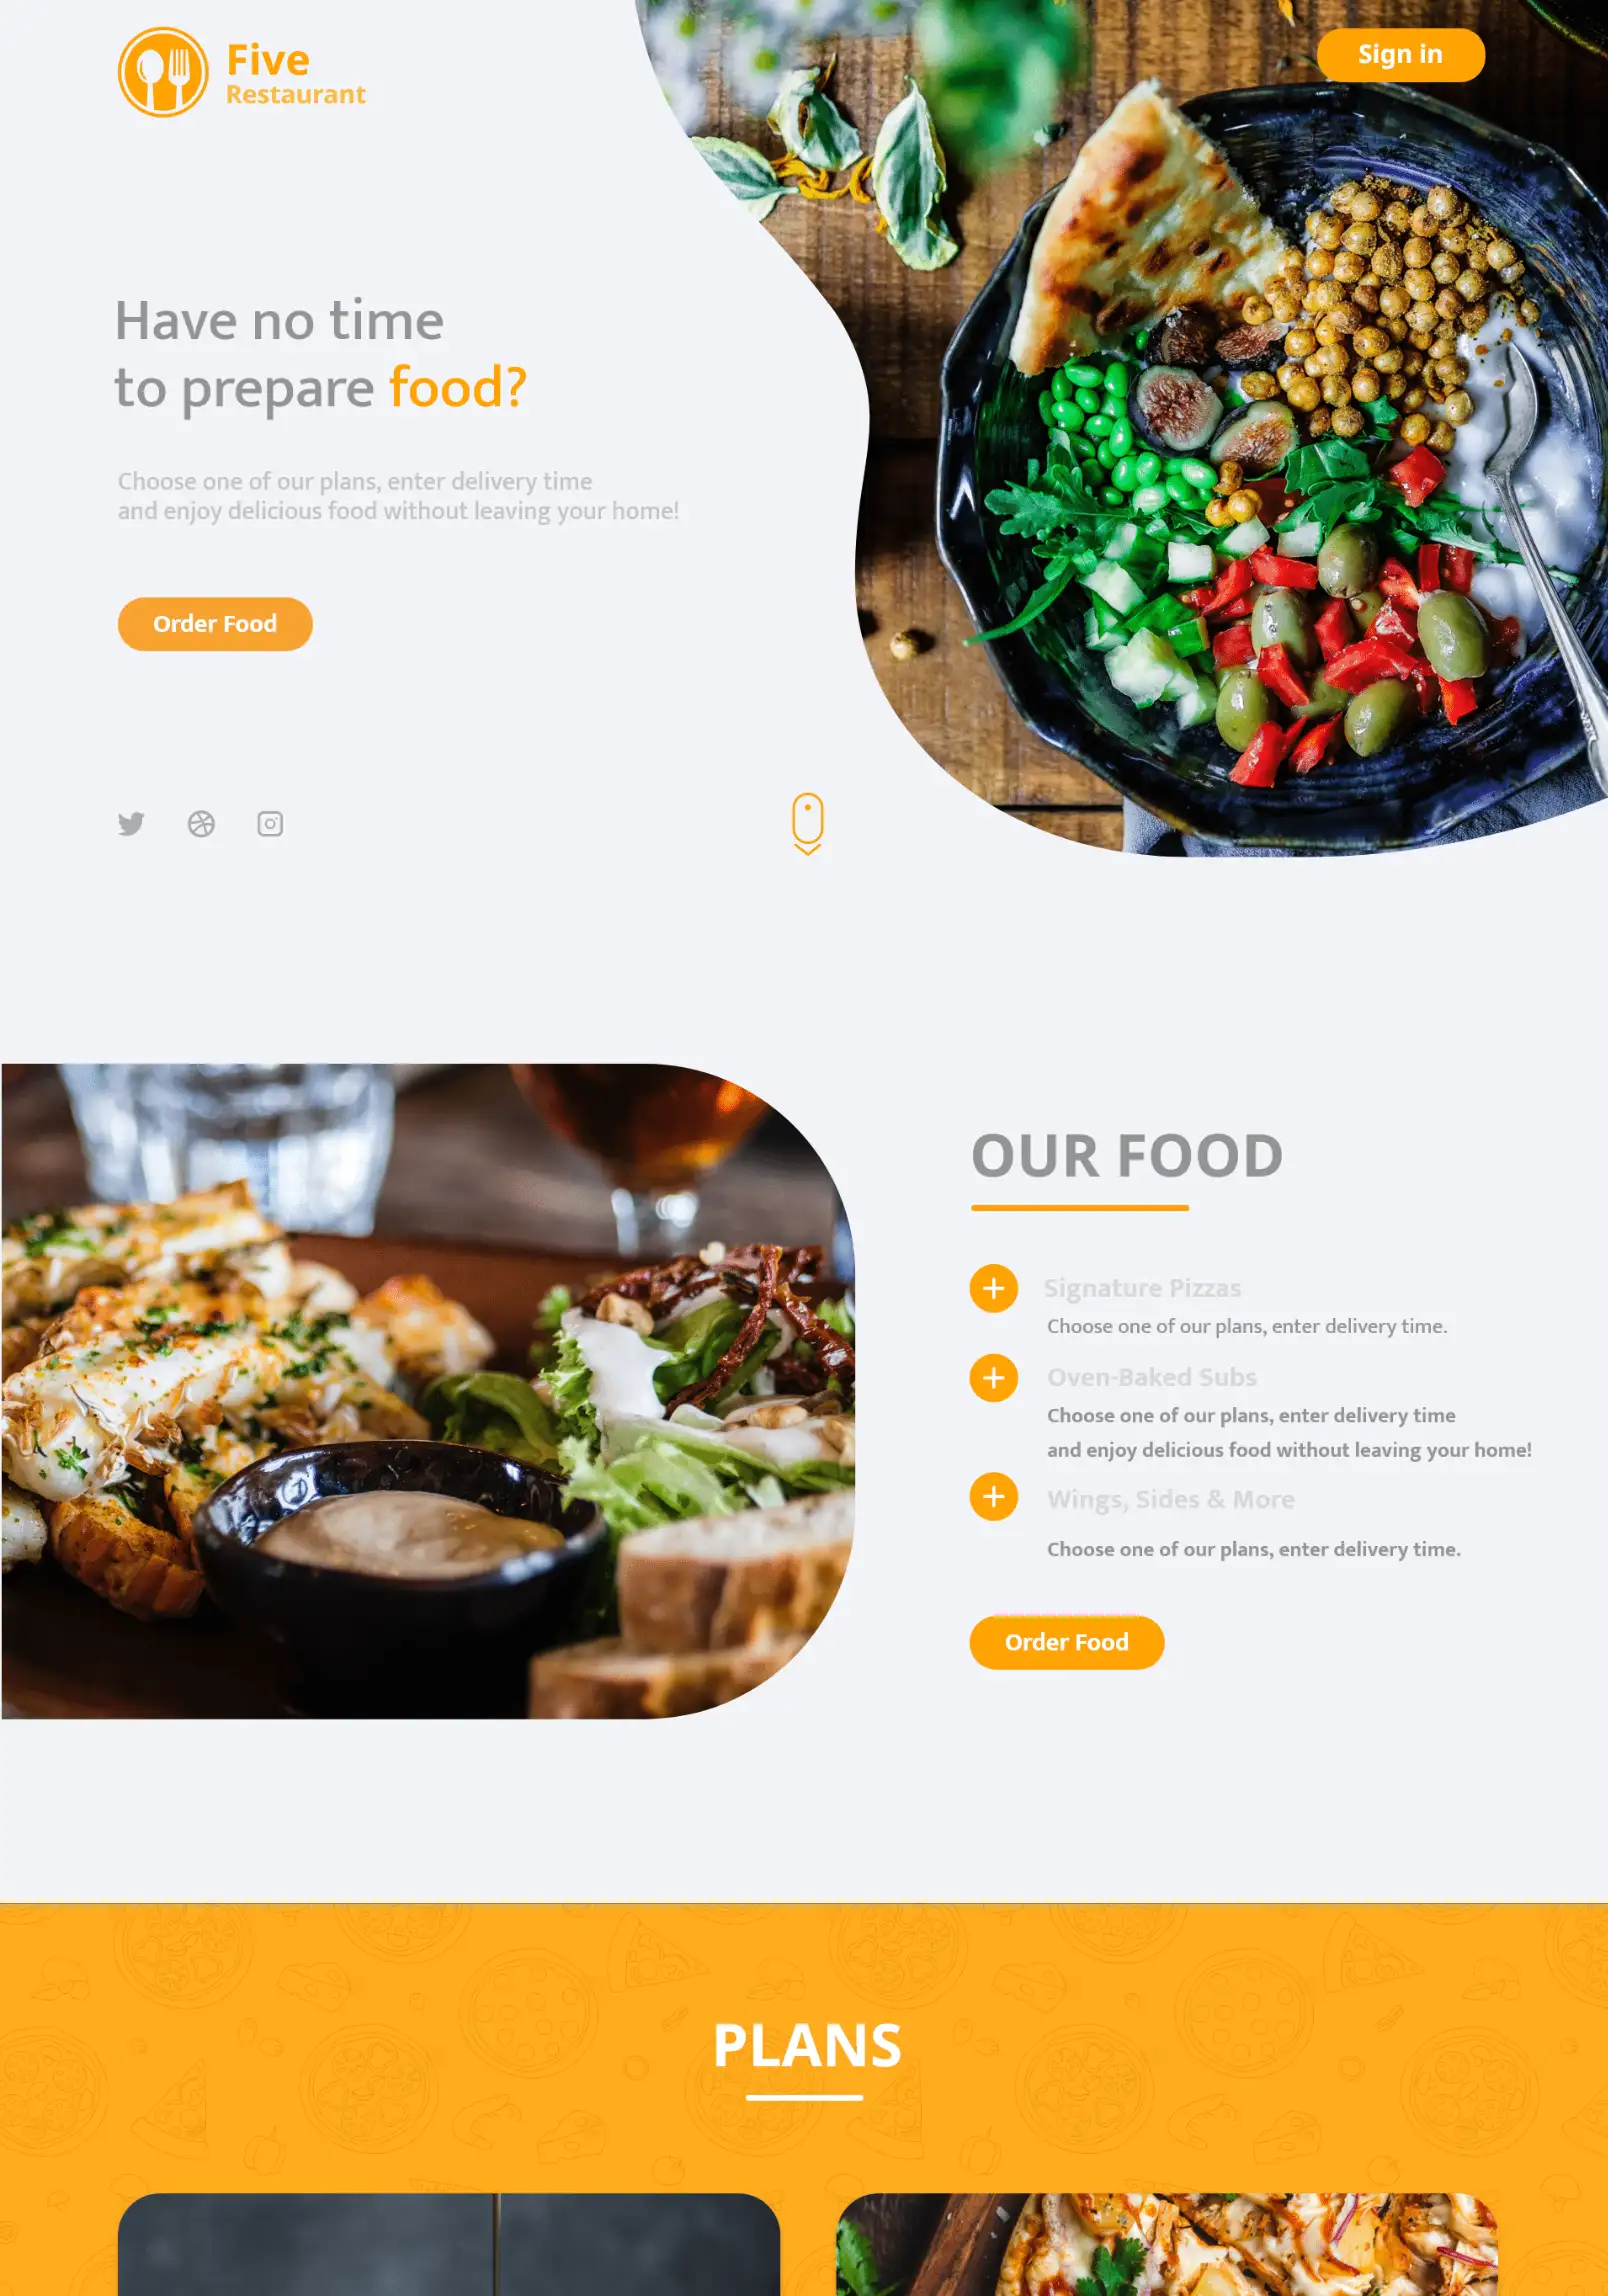 Five
Restaurant
Sign in
Have no time
to prepare food?
Choose one of our plans, enter delivery time
and enjoy delicious food without leaving your home!
Order Food
OUR FOOD
Signature Pizzas
Choose one of our plans, enter delivery time.
Oven-Baked Subs
Choose one of our plans, enter delivery time
and enjoy delicious food without leaving your home!
Wings, Sides & More
Choose one of our plans, enter delivery time.
Order Food
PLANS